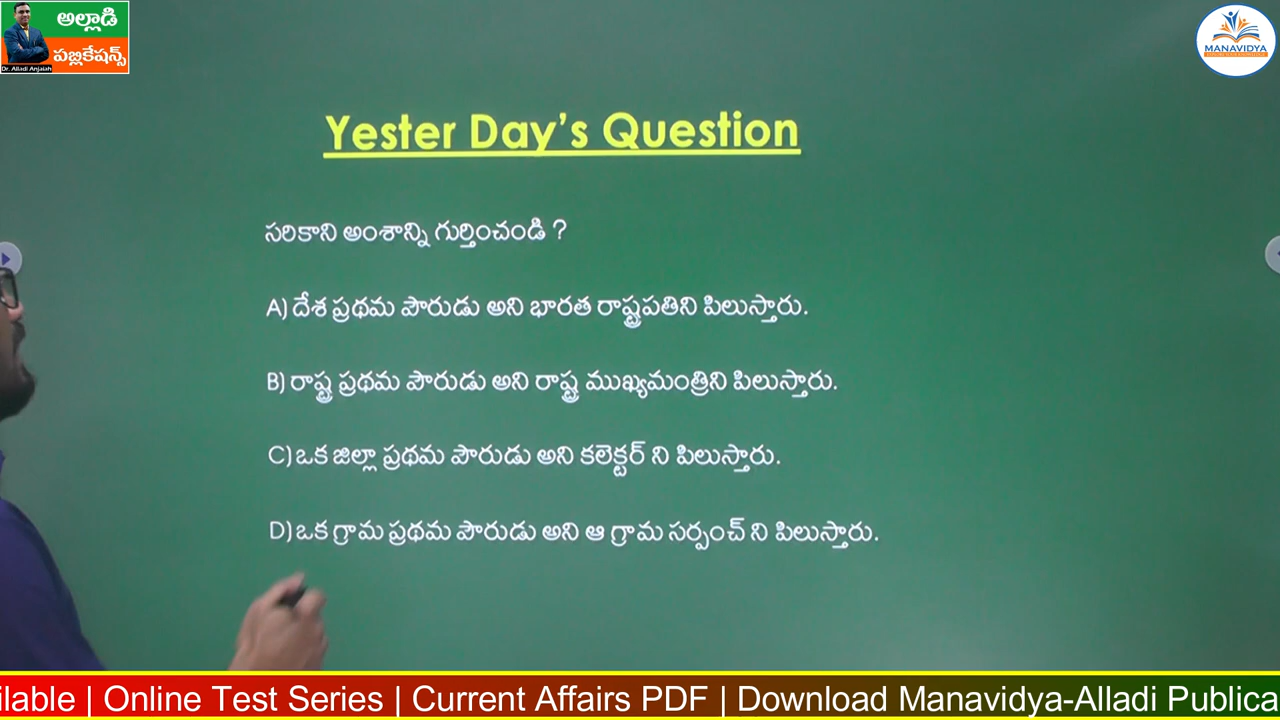 అల్లాడి
పబ్లికేషన్స్
Dr. Alladi Anjaiah
MANAVIDYA
Yester Day's Question
సరికాని అంశాన్ని గుర్తించండి ?
A) దేశ ప్రథమ పౌరుడు అని భారత రాష్ట్రపతిని పిలుస్తారు.
B) రాష్ట్ర ప్రథమ పౌరుడు అని రాష్ట్ర ముఖ్యమంత్రిని పిలుస్తారు.
C) ఒక జిల్లా ప్రథమ పౌరుడు అని కలెక్టర్ ని పిలుస్తారు.
D) ఒక గ్రామ ప్రథమ పౌరుడు అని ఆ గ్రామ సర్పంచ్ ని పిలుస్తారు.
ilable | Online Test Series | Current Affairs PDF | Download Manavidya-Alladi Publica